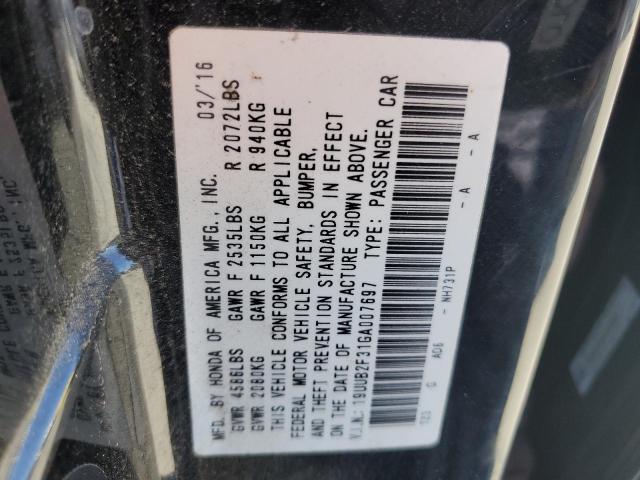 MFD. BY HONDA OF AMERICA MFG., INC. 03/'16
GVWR 4586LBS GAWR F 2535LBS R 2072LBS
GVWR 2080KG GAWR F 1150KG R 940KG
THIS VEHICLE CONFORMS TO ALL APPLICABLE
FEDERAL MOTOR VEHICLE SAFETY, BUMPER,
AND THEFT PREVENTION STANDARDS IN EFFECT
ON THE DATE OF MANUFACTURE SHOWN ABOVE.
V.I.N.: 19UUB2F31GA007697 TYPE: PASSENGER CAR
123 G AD6 - NH731P - A - A